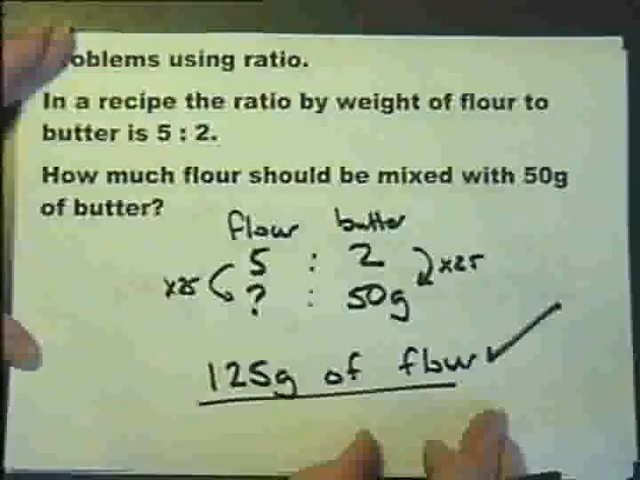 oblems using ratio.
In a recipe the ratio by weight of flour to
butter is 5 : 2.
How much flour should be mixed with 50g
of butter?
flour butter
5 : 2
x25 x25
? : 50g
125g of flour ✓